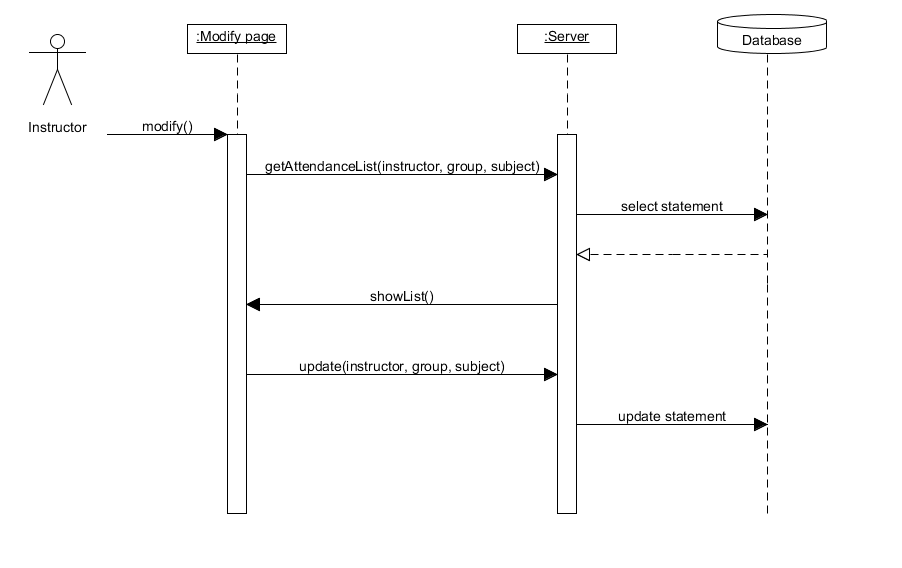 :Modify page
:Server
Database
Instructor
modify()
getAttendanceList(instructor, group, subject)
select statement
showList()
update(instructor, group, subject)
update statement